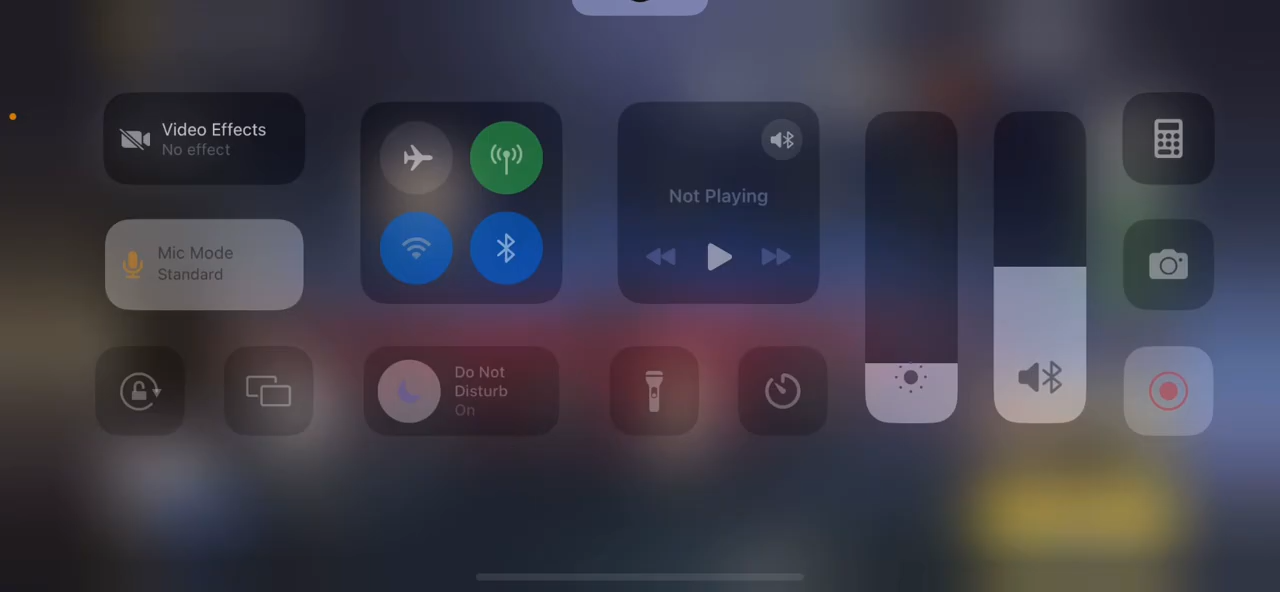 Video Effects
No effect
Mic Mode
Standard
Not Playing
Do Not
Disturb
On